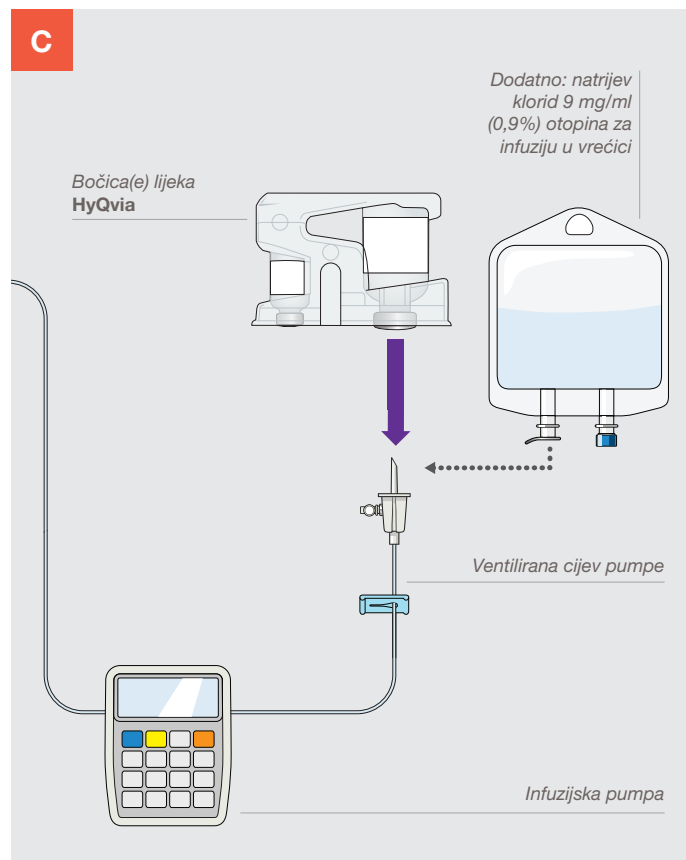 C
Dodatno: natrijev
klorid 9 mg/ml
(0,9%) otopina za
infuziju u vrećici
Bočica(e) lijeka
HyQvia
Ventilirana cijev pumpe
Infuzijska pumpa